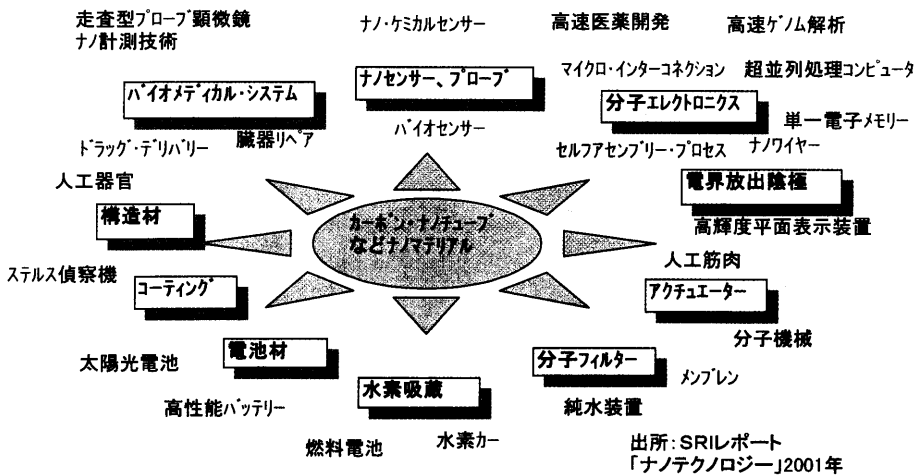 走査型プローブ顕微鏡
ナノ計測技術
ナノ・ケミカルセンサー
高速医薬開発
高速ゲノム解析
バイオメディカル・システム
ナノセンサー、プローブ
マイクロ・インターコネクション
超並列処理コンピュータ
分子エレクトロニクス
単一電子メモリー
ドラッグ・デリバリー
臓器リペア
バイオセンサー
セルフアセンブリー・プロセス
ナノワイヤー
人工器官
電界放出陰極
構造材
カーボン・ナノチューブ
などナノマテリアル
高輝度平面表示装置
ステルス偵察機
コーティング
人工筋肉
アクチュエーター
分子機械
太陽光電池
電池材
分子フィルター
メンブレン
高性能バッテリー
水素吸蔵
純水装置
燃料電池
水素カー
出所：SRIレポート
「ナノテクノロジー」2001年